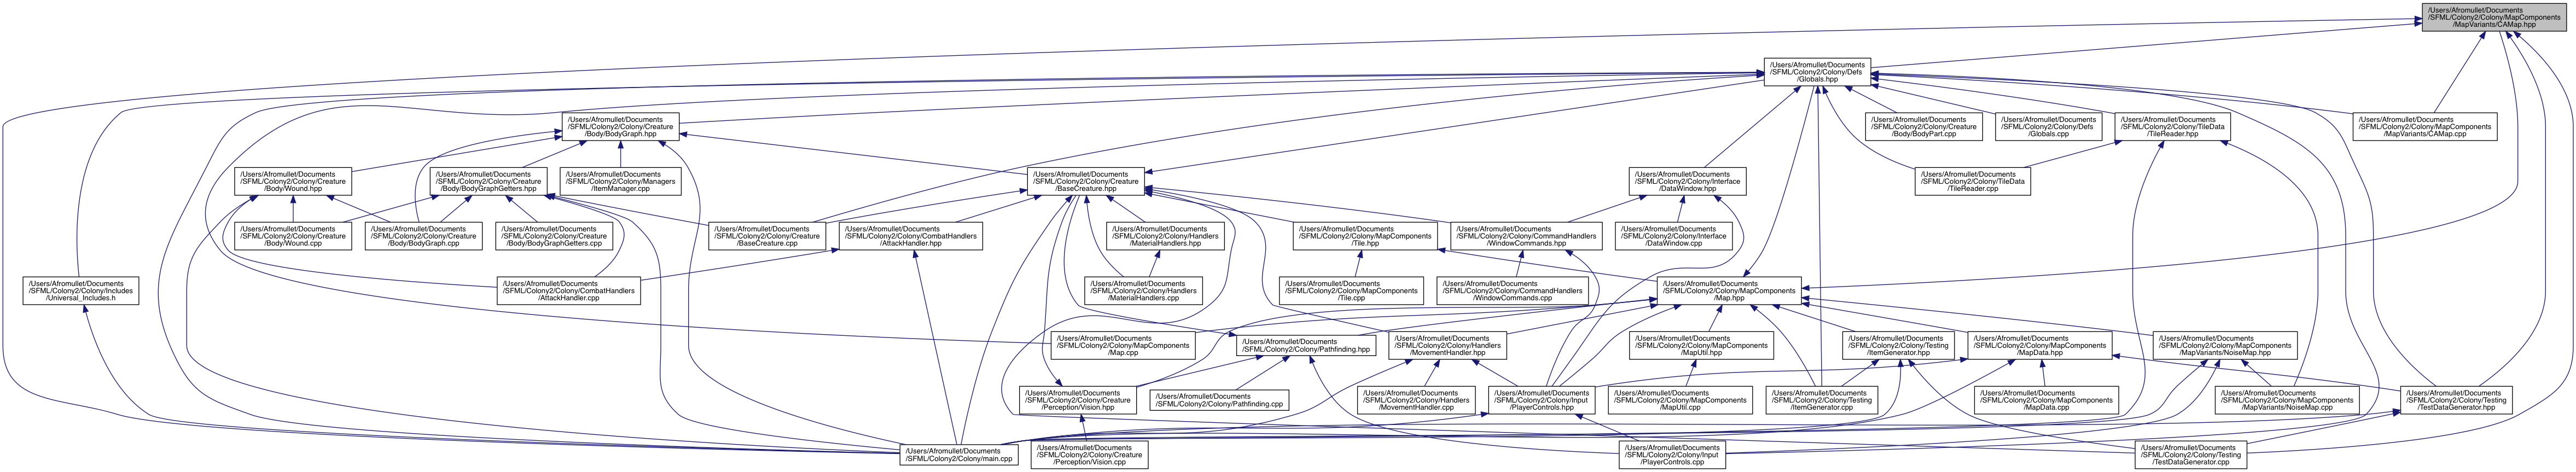 /Users/Afromullet/Documents
/SFML/Colony2/Colony/MapComponents
/MapVariants/CAMap.hpp
/Users/Afromullet/Documents
/SFML/Colony2/Colony/Defs
/Globals.hpp
/Users/Afromullet/Documents
/SFML/Colony2/Colony/Creature
/Body/BodyGraph.hpp
/Users/Afromullet/Documents
/SFML/Colony2/Colony/Creature
/Body/BodyPart.cpp
/Users/Afromullet/Documents
/SFML/Colony2/Colony/Defs
/Globals.cpp
/Users/Afromullet/Documents
/SFML/Colony2/Colony/TileData
/TileReader.hpp
/Users/Afromullet/Documents
/SFML/Colony2/Colony/MapComponents
/MapVariants/CAMap.cpp
/Users/Afromullet/Documents
/SFML/Colony2/Colony/Creature
/Body/Wound.hpp
/Users/Afromullet/Documents
/SFML/Colony2/Colony/Creature
/Body/BodyGraphGetters.hpp
/Users/Afromullet/Documents
/SFML/Colony2/Colony/Managers
/ItemManager.cpp
/Users/Afromullet/Documents
/SFML/Colony2/Colony/Creature
/BaseCreature.hpp
/Users/Afromullet/Documents
/SFML/Colony2/Colony/Interface
/DataWindow.hpp
/Users/Afromullet/Documents
/SFML/Colony2/Colony/TileData
/TileReader.cpp
/Users/Afromullet/Documents
/SFML/Colony2/Colony/Creature
/Body/Wound.cpp
/Users/Afromullet/Documents
/SFML/Colony2/Colony/Creature
/Body/BodyGraph.cpp
/Users/Afromullet/Documents
/SFML/Colony2/Colony/Creature
/Body/BodyGraphGetters.cpp
/Users/Afromullet/Documents
/SFML/Colony2/Colony/Creature
/BaseCreature.cpp
/Users/Afromullet/Documents
/SFML/Colony2/Colony/CombatHandlers
/AttackHandler.hpp
/Users/Afromullet/Documents
/SFML/Colony2/Colony/Handlers
/MaterialHandlers.hpp
/Users/Afromullet/Documents
/SFML/Colony2/Colony/MapComponents
/Tile.hpp
/Users/Afromullet/Documents
/SFML/Colony2/Colony/CommandHandlers
/WindowCommands.hpp
/Users/Afromullet/Documents
/SFML/Colony2/Colony/Interface
/DataWindow.cpp
/Users/Afromullet/Documents
/SFML/Colony2/Colony/Includes
/Universal_Includes.h
/Users/Afromullet/Documents
/SFML/Colony2/Colony/CombatHandlers
/AttackHandler.cpp
/Users/Afromullet/Documents
/SFML/Colony2/Colony/Handlers
/MaterialHandlers.cpp
/Users/Afromullet/Documents
/SFML/Colony2/Colony/MapComponents
/Tile.cpp
/Users/Afromullet/Documents
/SFML/Colony2/Colony/CommandHandlers
/WindowCommands.cpp
/Users/Afromullet/Documents
/SFML/Colony2/Colony/MapComponents
/Map.hpp
/Users/Afromullet/Documents
/SFML/Colony2/Colony/MapComponents
/Map.cpp
/Users/Afromullet/Documents
/SFML/Colony2/Colony/Pathfinding.hpp
/Users/Afromullet/Documents
/SFML/Colony2/Colony/Handlers
/MovementHandler.hpp
/Users/Afromullet/Documents
/SFML/Colony2/Colony/MapComponents
/MapUtil.hpp
/Users/Afromullet/Documents
/SFML/Colony2/Colony/Testing
/ItemGenerator.hpp
/Users/Afromullet/Documents
/SFML/Colony2/Colony/MapComponents
/MapData.hpp
/Users/Afromullet/Documents
/SFML/Colony2/Colony/MapComponents
/MapVariants/NoiseMap.hpp
/Users/Afromullet/Documents
/SFML/Colony2/Colony/Creature
/Perception/Vision.hpp
/Users/Afromullet/Documents
/SFML/Colony2/Colony/Pathfinding.cpp
/Users/Afromullet/Documents
/SFML/Colony2/Colony/Handlers
/MovementHandler.cpp
/Users/Afromullet/Documents
/SFML/Colony2/Colony/Input
/PlayerControls.hpp
/Users/Afromullet/Documents
/SFML/Colony2/Colony/MapComponents
/MapUtil.cpp
/Users/Afromullet/Documents
/SFML/Colony2/Colony/Testing
/ItemGenerator.cpp
/Users/Afromullet/Documents
/SFML/Colony2/Colony/MapComponents
/MapData.cpp
/Users/Afromullet/Documents
/SFML/Colony2/Colony/MapComponents
/MapVariants/NoiseMap.cpp
/Users/Afromullet/Documents
/SFML/Colony2/Colony/Testing
/TestDataGenerator.hpp
/Users/Afromullet/Documents
/SFML/Colony2/Colony/main.cpp
/Users/Afromullet/Documents
/SFML/Colony2/Colony/Creature
/Perception/Vision.cpp
/Users/Afromullet/Documents
/SFML/Colony2/Colony/Input
/PlayerControls.cpp
/Users/Afromullet/Documents
/SFML/Colony2/Colony/Testing
/TestDataGenerator.cpp